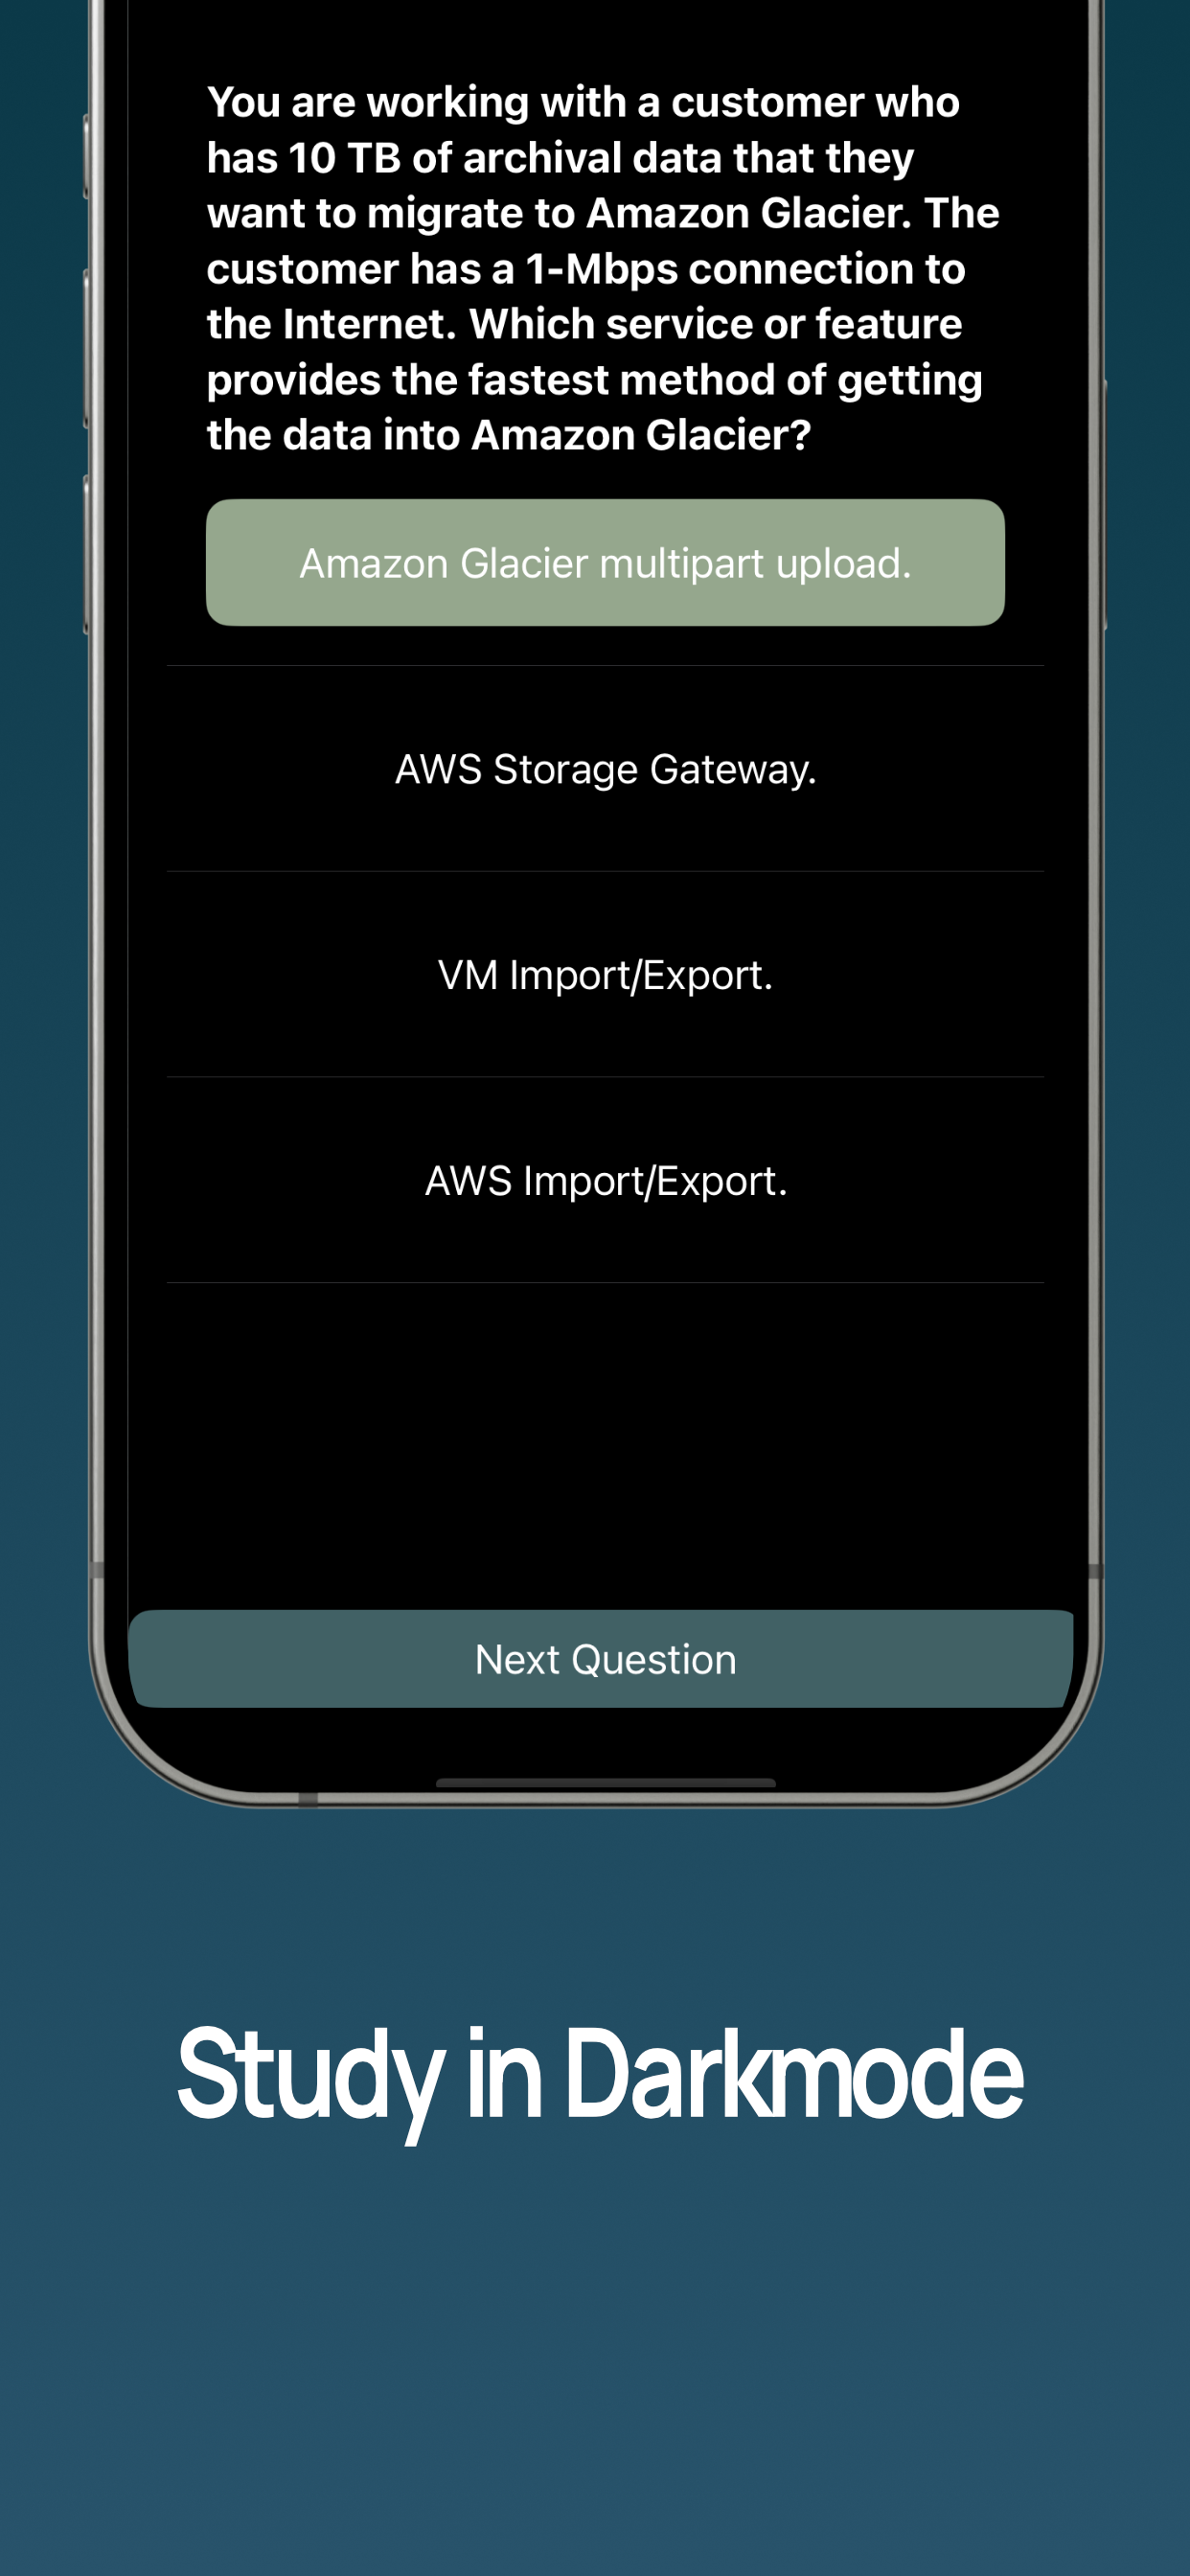 You are working with a customer who
has 10 TB of archival data that they
want to migrate to Amazon Glacier. The
customer has a 1-Mbps connection to
the Internet. Which service or feature
provides the fastest method of getting
the data into Amazon Glacier?
Amazon Glacier multipart upload.
AWS Storage Gateway.
VM Import/Export.
AWS Import/Export.
Next Question
Study in Darkmode